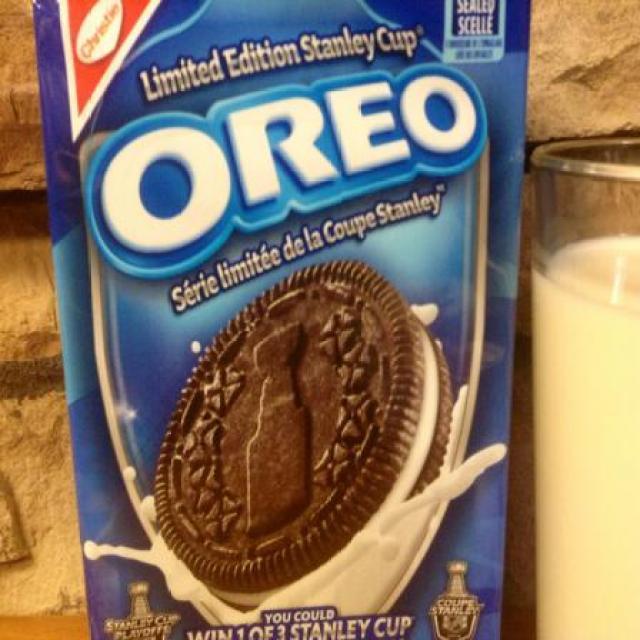 SEALED
SCELLÉ
Christie
Limited Edition Stanley Cup®
OREO
Série limitée de la Coupe Stanley™
STANLEY CUP
PLAYOFFS
COUPE
STANLEY
YOU COULD
WIN 1 OF 3 STANLEY CUP